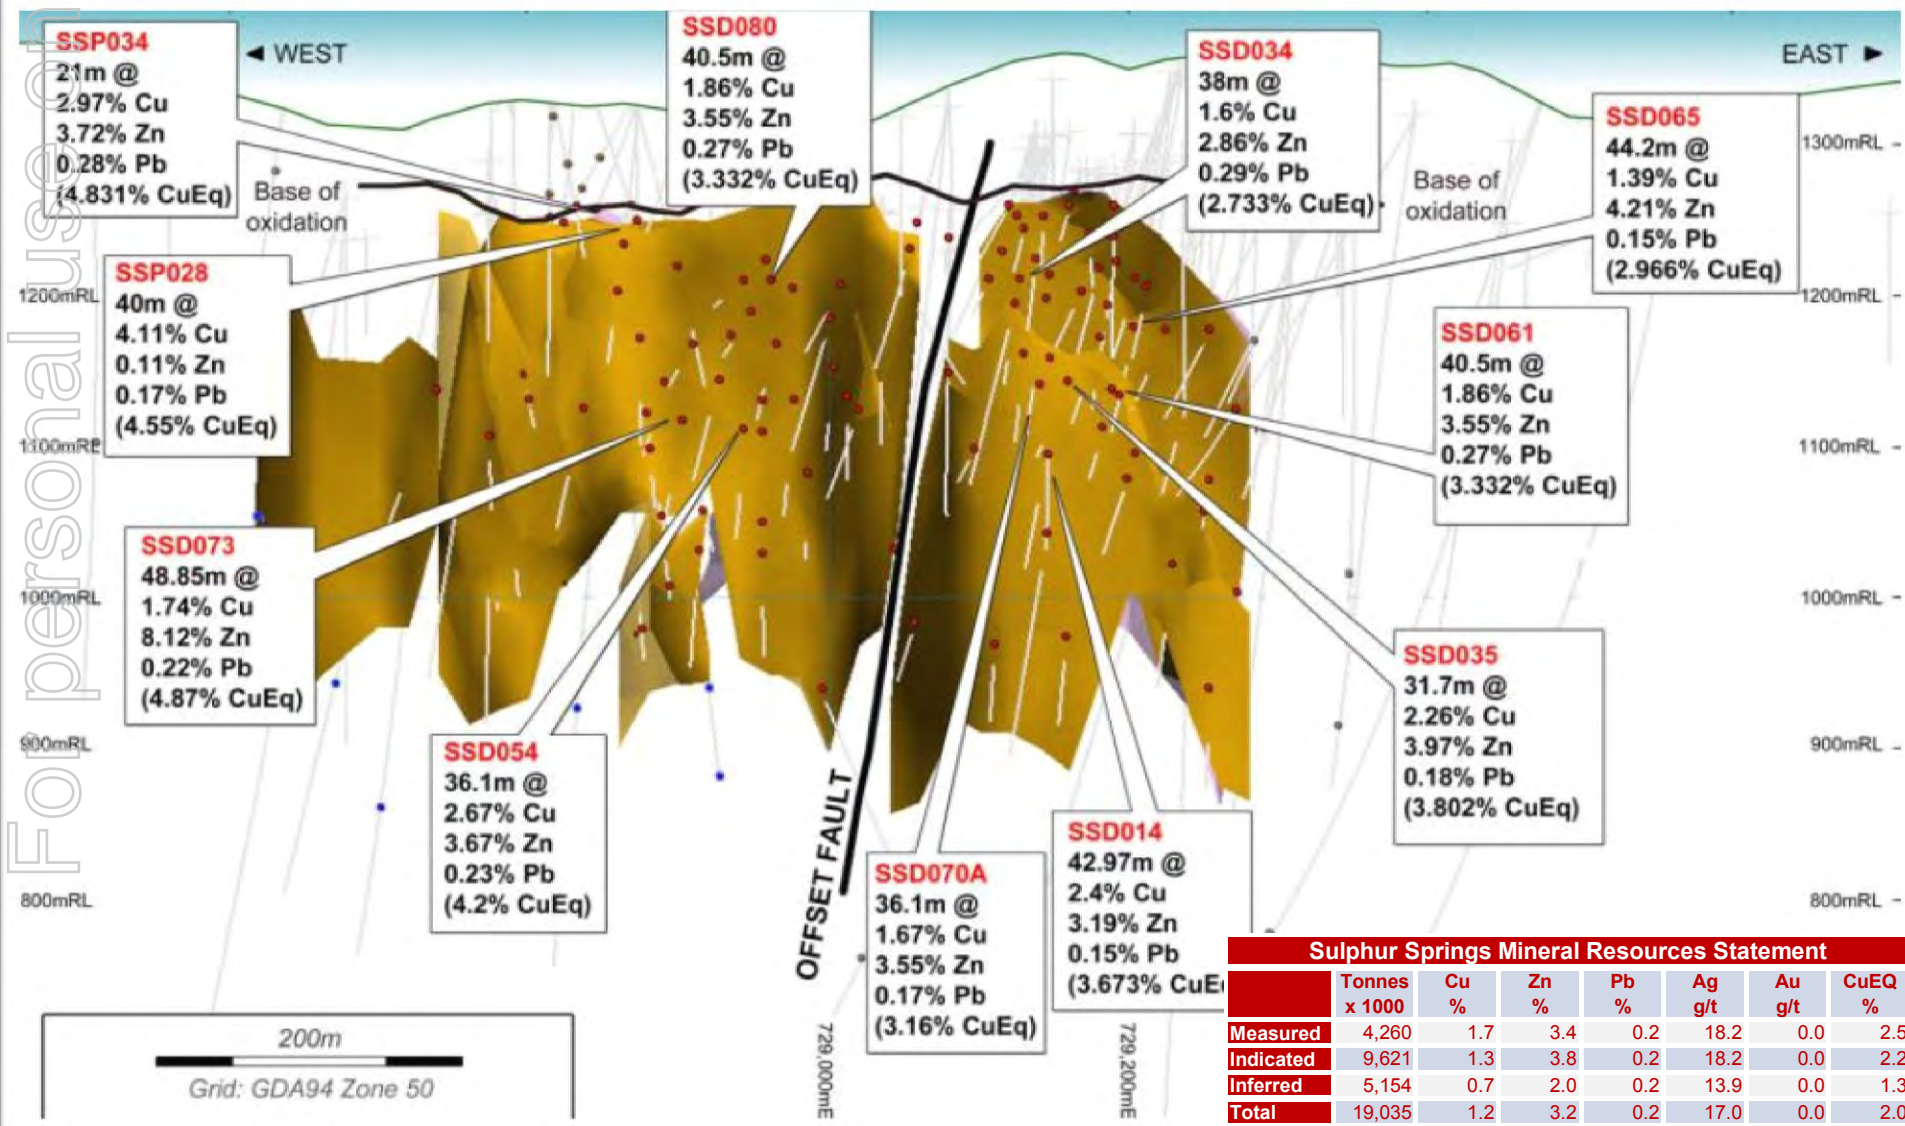 For personal use on
SSP034
21m @
2.97% Cu
3.72% Zn
0.28% Pb
(4.831% CuEq)
◄ WEST
SSD080
40.5m @
1.86% Cu
3.55% Zn
0.27% Pb
(3.332% CuEq)
SSD034
38m @
1.6% Cu
2.86% Zn
0.29% Pb
(2.733% CuEq)
EAST ►
SSD065
44.2m @
1.39% Cu
4.21% Zn
0.15% Pb
(2.966% CuEq)
1300mRL
Base of
oxidation
Base of
oxidation
SSP028
40m @
4.11% Cu
0.11% Zn
0.17% Pb
(4.55% CuEq)
1200mRL
1200mRL
SSD061
40.5m @
1.86% Cu
3.55% Zn
0.27% Pb
(3.332% CuEq)
1100mRL
1100mRL
SSD073
48.85m @
1.74% Cu
8.12% Zn
0.22% Pb
(4.87% CuEq)
1000mRL
1000mRL
SSD035
31.7m @
2.26% Cu
3.97% Zn
0.18% Pb
(3.802% CuEq)
900mRL
900mRL
SSD054
36.1m @
2.67% Cu
3.67% Zn
0.23% Pb
(4.2% CuEq)
OFFSET FAULT
SSD070A
36.1m @
1.67% Cu
3.55% Zn
0.17% Pb
(3.16% CuEq)
SSD014
42.97m @
2.4% Cu
3.19% Zn
0.15% Pb
(3.673% CuE
800mRL
800mRL
729,000mE
729,200mE
200m
Grid: GDA94 Zone 50
Sulphur Springs Mineral Resources Statement
Tonnes Cu Zn Pb Ag Au CuEQ
x 1000 % % % g/t g/t %
Measured 4,260 1.7 3.4 0.2 18.2 0.0 2.5
Indicated 9,621 1.3 3.8 0.2 18.2 0.0 2.2
Inferred 5,154 0.7 2.0 0.2 13.9 0.0 1.3
Total 19,035 1.2 3.2 0.2 17.0 0.0 2.0